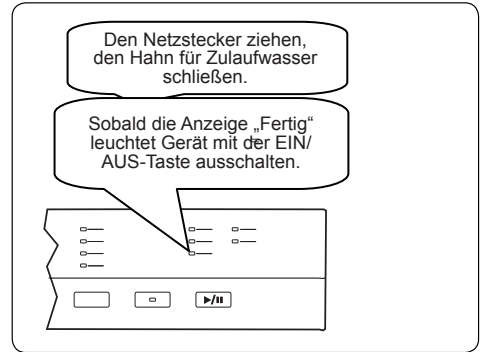 Den Netzstecker ziehen,
den Hahn für Zulaufwasser
schließen.
Sobald die Anzeige „Fertig“
leuchtet Gerät mit der EIN/
AUS-Taste ausschalten.